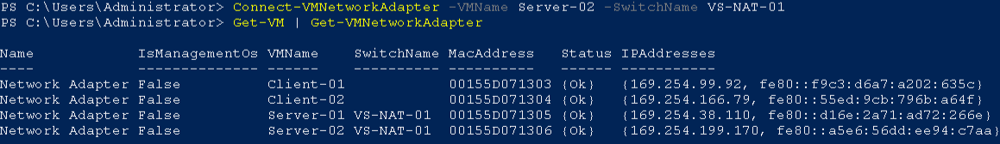 PS C:\Users\Administrator> Connect-VMNetworkAdapter -VMName Server-02 -SwitchName VS-NAT-01
PS C:\Users\Administrator> Get-VM | Get-VMNetworkAdapter
Name IsManagementOs VMName SwitchName MacAddress Status IPAddresses
---- -------------- ------ ---------- ---------- ------ -----------
Network Adapter False Client-01 00155D071303 {Ok} {169.254.99.92, fe80::f9c3:d6a7:a202:635c}
Network Adapter False Client-02 00155D071304 {Ok} {169.254.166.79, fe80::55ed:9cb:796b:a64f}
Network Adapter False Server-01 VS-NAT-01 00155D071305 {Ok} {169.254.38.110, fe80::d16e:2a71:ad72:266e}
Network Adapter False Server-02 VS-NAT-01 00155D071306 {Ok} {169.254.199.170, fe80::a5e6:56dd:ee94:c7aa}